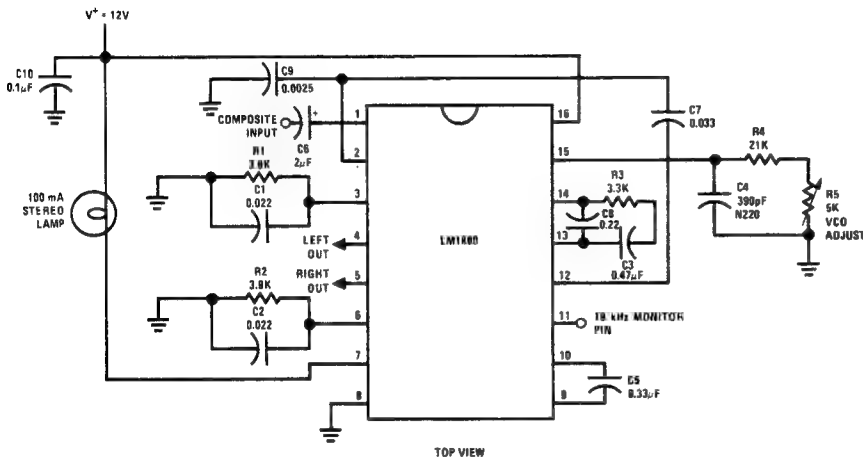 V+ = 12V
C10
0.1µF
C9
0.0025
COMPOSITE
INPUT
+
C6
2µF
C7
0.033
R1
3.9K
C1
0.022
100 mA
STEREO
LAMP
LEFT
OUT
RIGHT
OUT
R2
3.9K
C2
0.022
1
2
3
4
5
6
7
8
LM1800
16
15
14
13
12
11
10
9
R3
3.3K
C8
0.22
C3
0.47µF
R4
21K
C4
390pF
N220
R5
5K
VCO
ADJUST
19 kHz MONITOR
PIN
C5
0.33µF
TOP VIEW